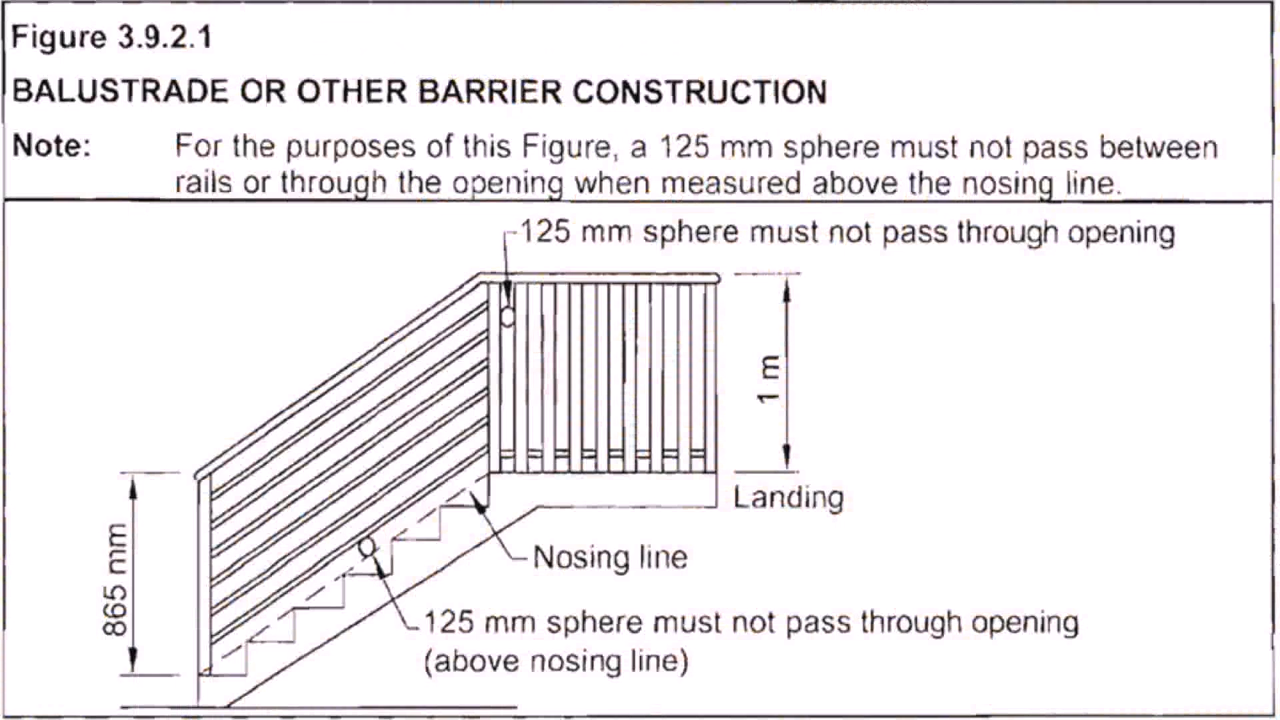 Figure 3.9.2.1
BALUSTRADE OR OTHER BARRIER CONSTRUCTION
Note: For the purposes of this Figure, a 125 mm sphere must not pass between
rails or through the opening when measured above the nosing line.
125 mm sphere must not pass through opening
1 m
Landing
Nosing line
865 mm
125 mm sphere must not pass through opening
(above nosing line)